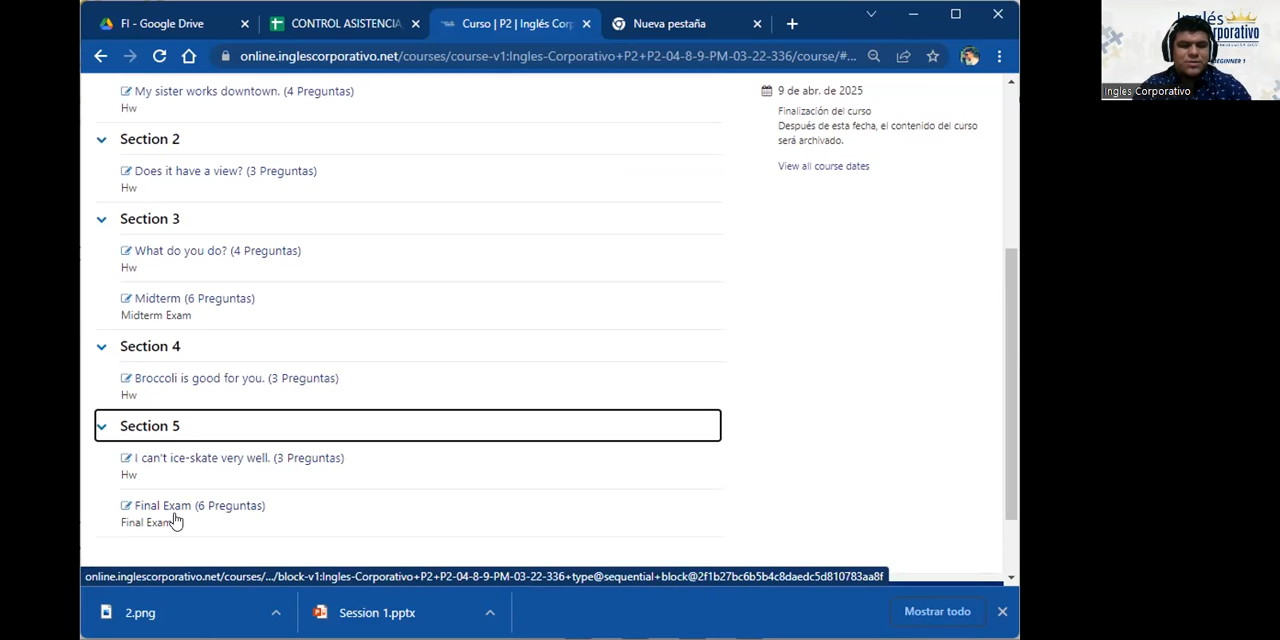 FI - Google Drive
CONTROL ASISTENCIA
Curso | P2 | Inglés Cor
Nueva pestaña
online.inglescorporativo.net/courses/course-v1:Ingles-Corporativo+P2+P2-04-8-9-PM-03-22-336/course/#...
My sister works downtown. (4 Preguntas)
Hw
Section 2
Does it have a view? (3 Preguntas)
Hw
Section 3
What do you do? (4 Preguntas)
Hw
Midterm (6 Preguntas)
Midterm Exam
Section 4
Broccoli is good for you. (3 Preguntas)
Hw
Section 5
I can't ice-skate very well. (3 Preguntas)
Hw
Final Exam (6 Preguntas)
Final Exam
9 de abr. de 2025
Finalización del curso
Después de esta fecha, el contenido del curso
será archivado.
View all course dates
online.inglescorporativo.net/courses/.../block-v1:Ingles-Corporativo+P2+P2-04-8-9-PM-03-22-336+type@sequential+block@2f1b27bc6b5b4c8daedc5d810783aa8f
2.png
Session 1.pptx
Mostrar todo
Inglés
rporativo
BEGINNER 1
Ingles Corporativo